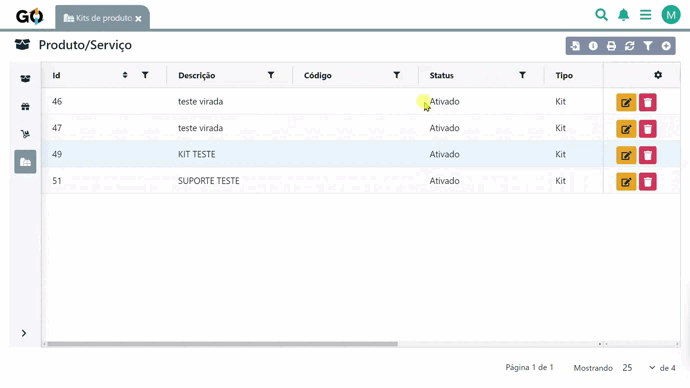 GO
Kits de produto
M
Produto/Serviço
Id Descrição Código Status Tipo
46 teste virada Ativado Kit
47 teste virada Ativado Kit
49 KIT TESTE Ativado Kit
51 SUPORTE TESTE Ativado Kit
Página 1 de 1 Mostrando 25 de 4